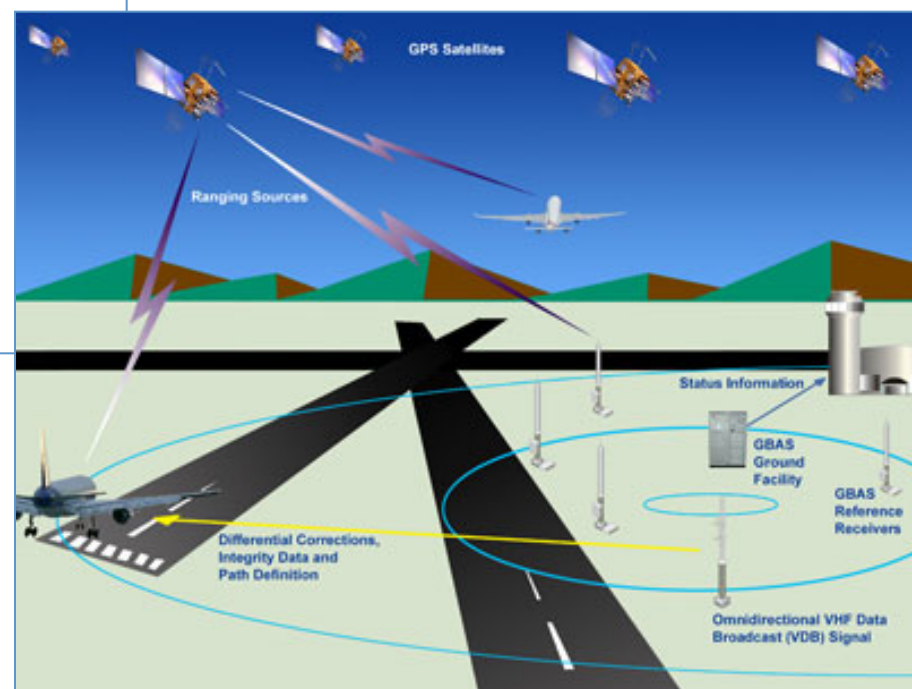 GPS Satellites
Ranging Sources
Status Information
GBAS
Ground
Facility
GBAS
Reference
Receivers
Differential Corrections,
Integrity Data and
Path Definition
Omnidirectional VHF Data
Broadcast (VDB) Signal